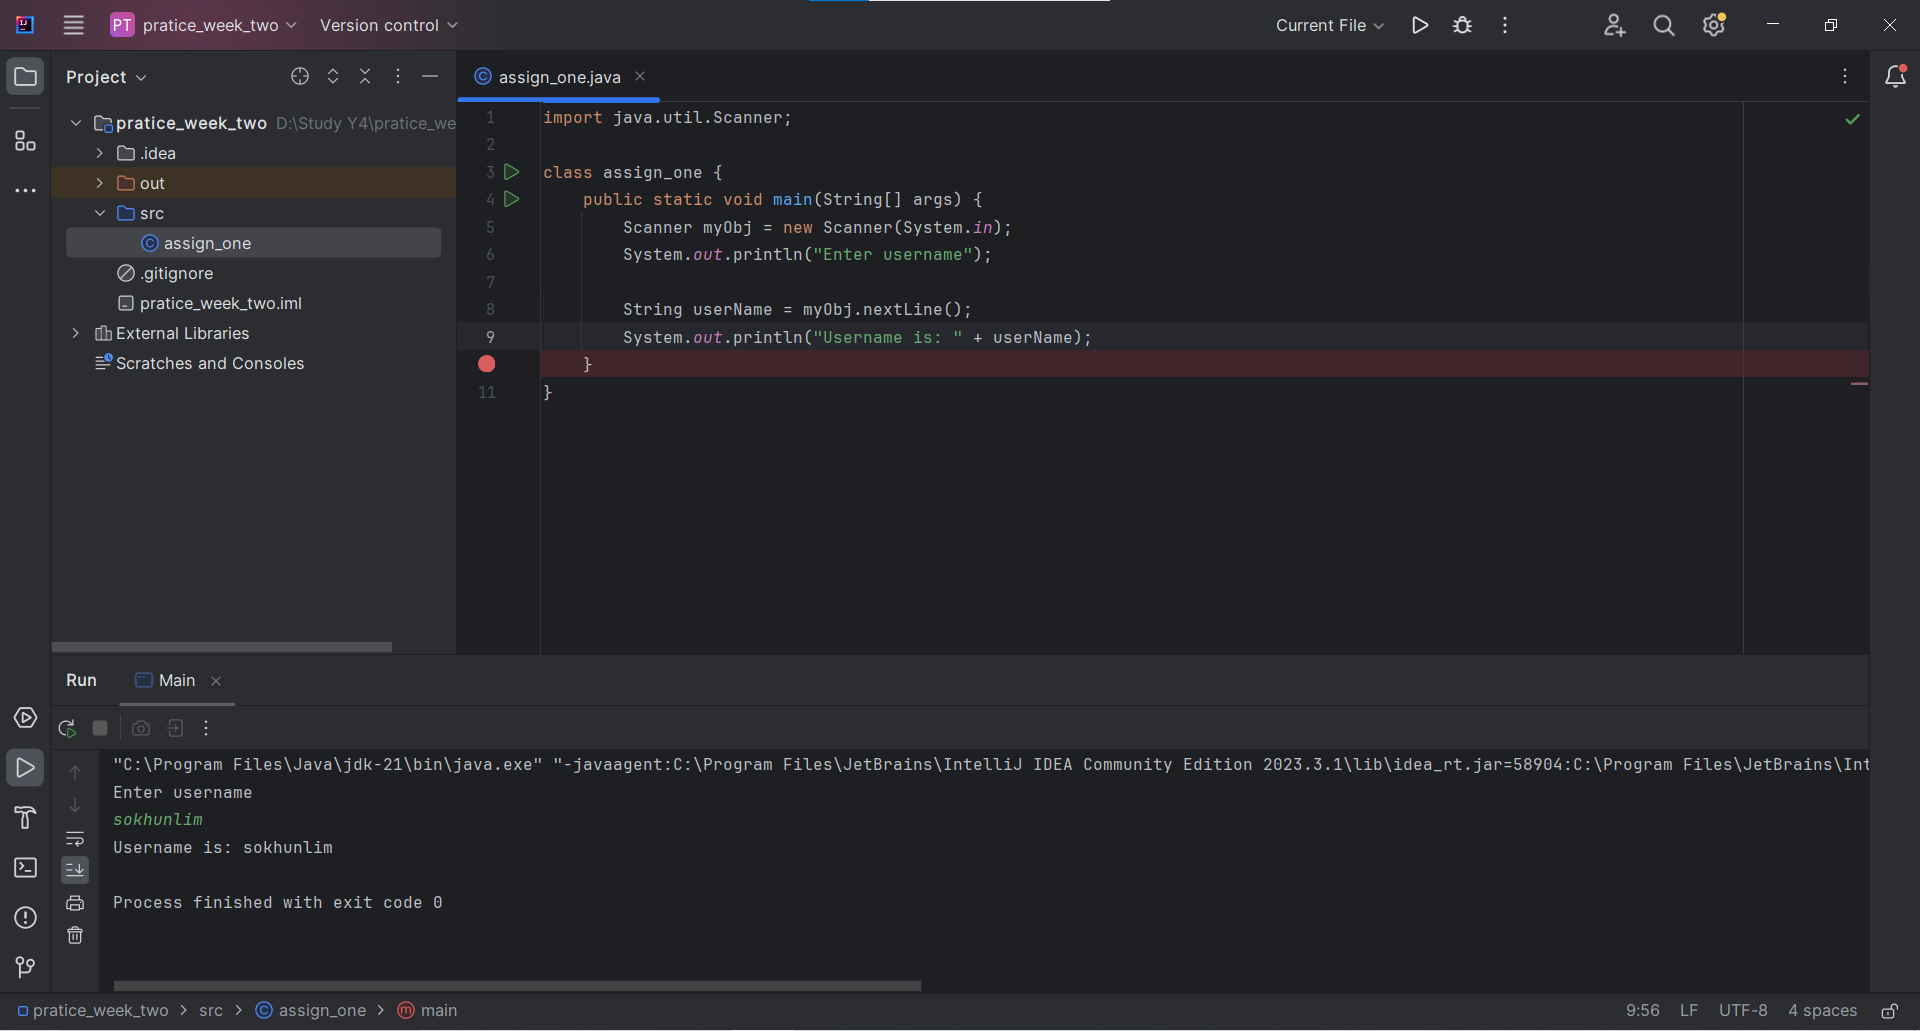 PT pratice_week_two Version control Current File
Project
assign_one.java
pratice_week_two D:\Study Y4\pratice_we
.idea
out
src
assign_one
.gitignore
pratice_week_two.iml
External Libraries
Scratches and Consoles
1 import java.util.Scanner;
2
3 class assign_one {
4 public static void main(String[] args) {
5 Scanner myObj = new Scanner(System.in);
6 System.out.println("Enter username");
7
8 String userName = myObj.nextLine();
9 System.out.println("Username is: " + userName);
}
11 }
Run Main
"C:\Program Files\Java\jdk-21\bin\java.exe" "-javaagent:C:\Program Files\JetBrains\IntelliJ IDEA Community Edition 2023.3.1\lib\idea_rt.jar=58904:C:\Program Files\JetBrains\Int
Enter username
sokhunlim
Username is: sokhunlim
Process finished with exit code 0
pratice_week_two > src > assign_one > main 9:56 LF UTF-8 4 spaces